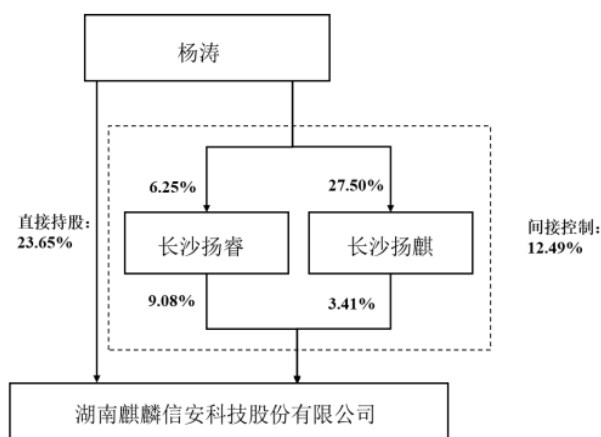 杨涛
6.25%
27.50%
直接持股：
23.65%
长沙扬睿
长沙扬麒
间接控制：
12.49%
9.08%
3.41%
湖南麒麟信安科技股份有限公司